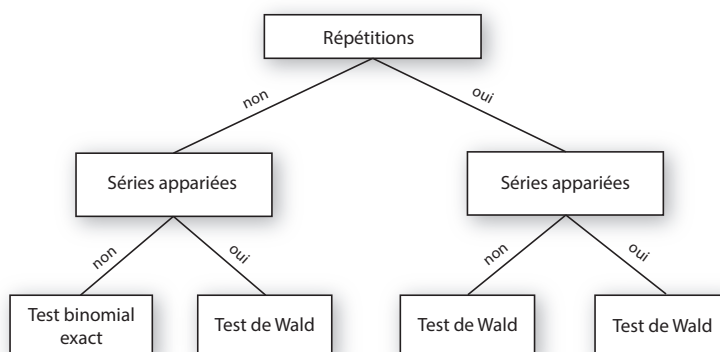 Répétitions
non
oui
Séries appariées
Séries appariées
non
oui
non
oui
Test binomial
exact
Test de Wald
Test de Wald
Test de Wald